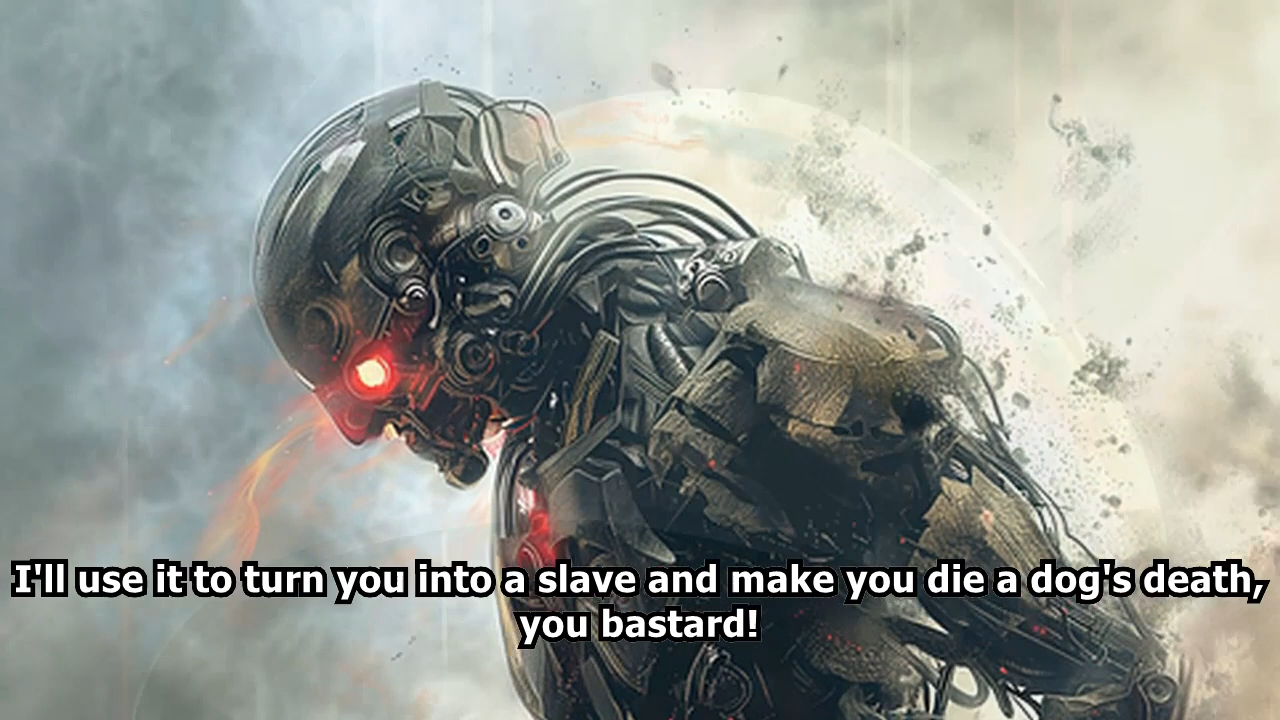 I'll use it to turn you into a slave and make you die a dog's death,
you bastard!